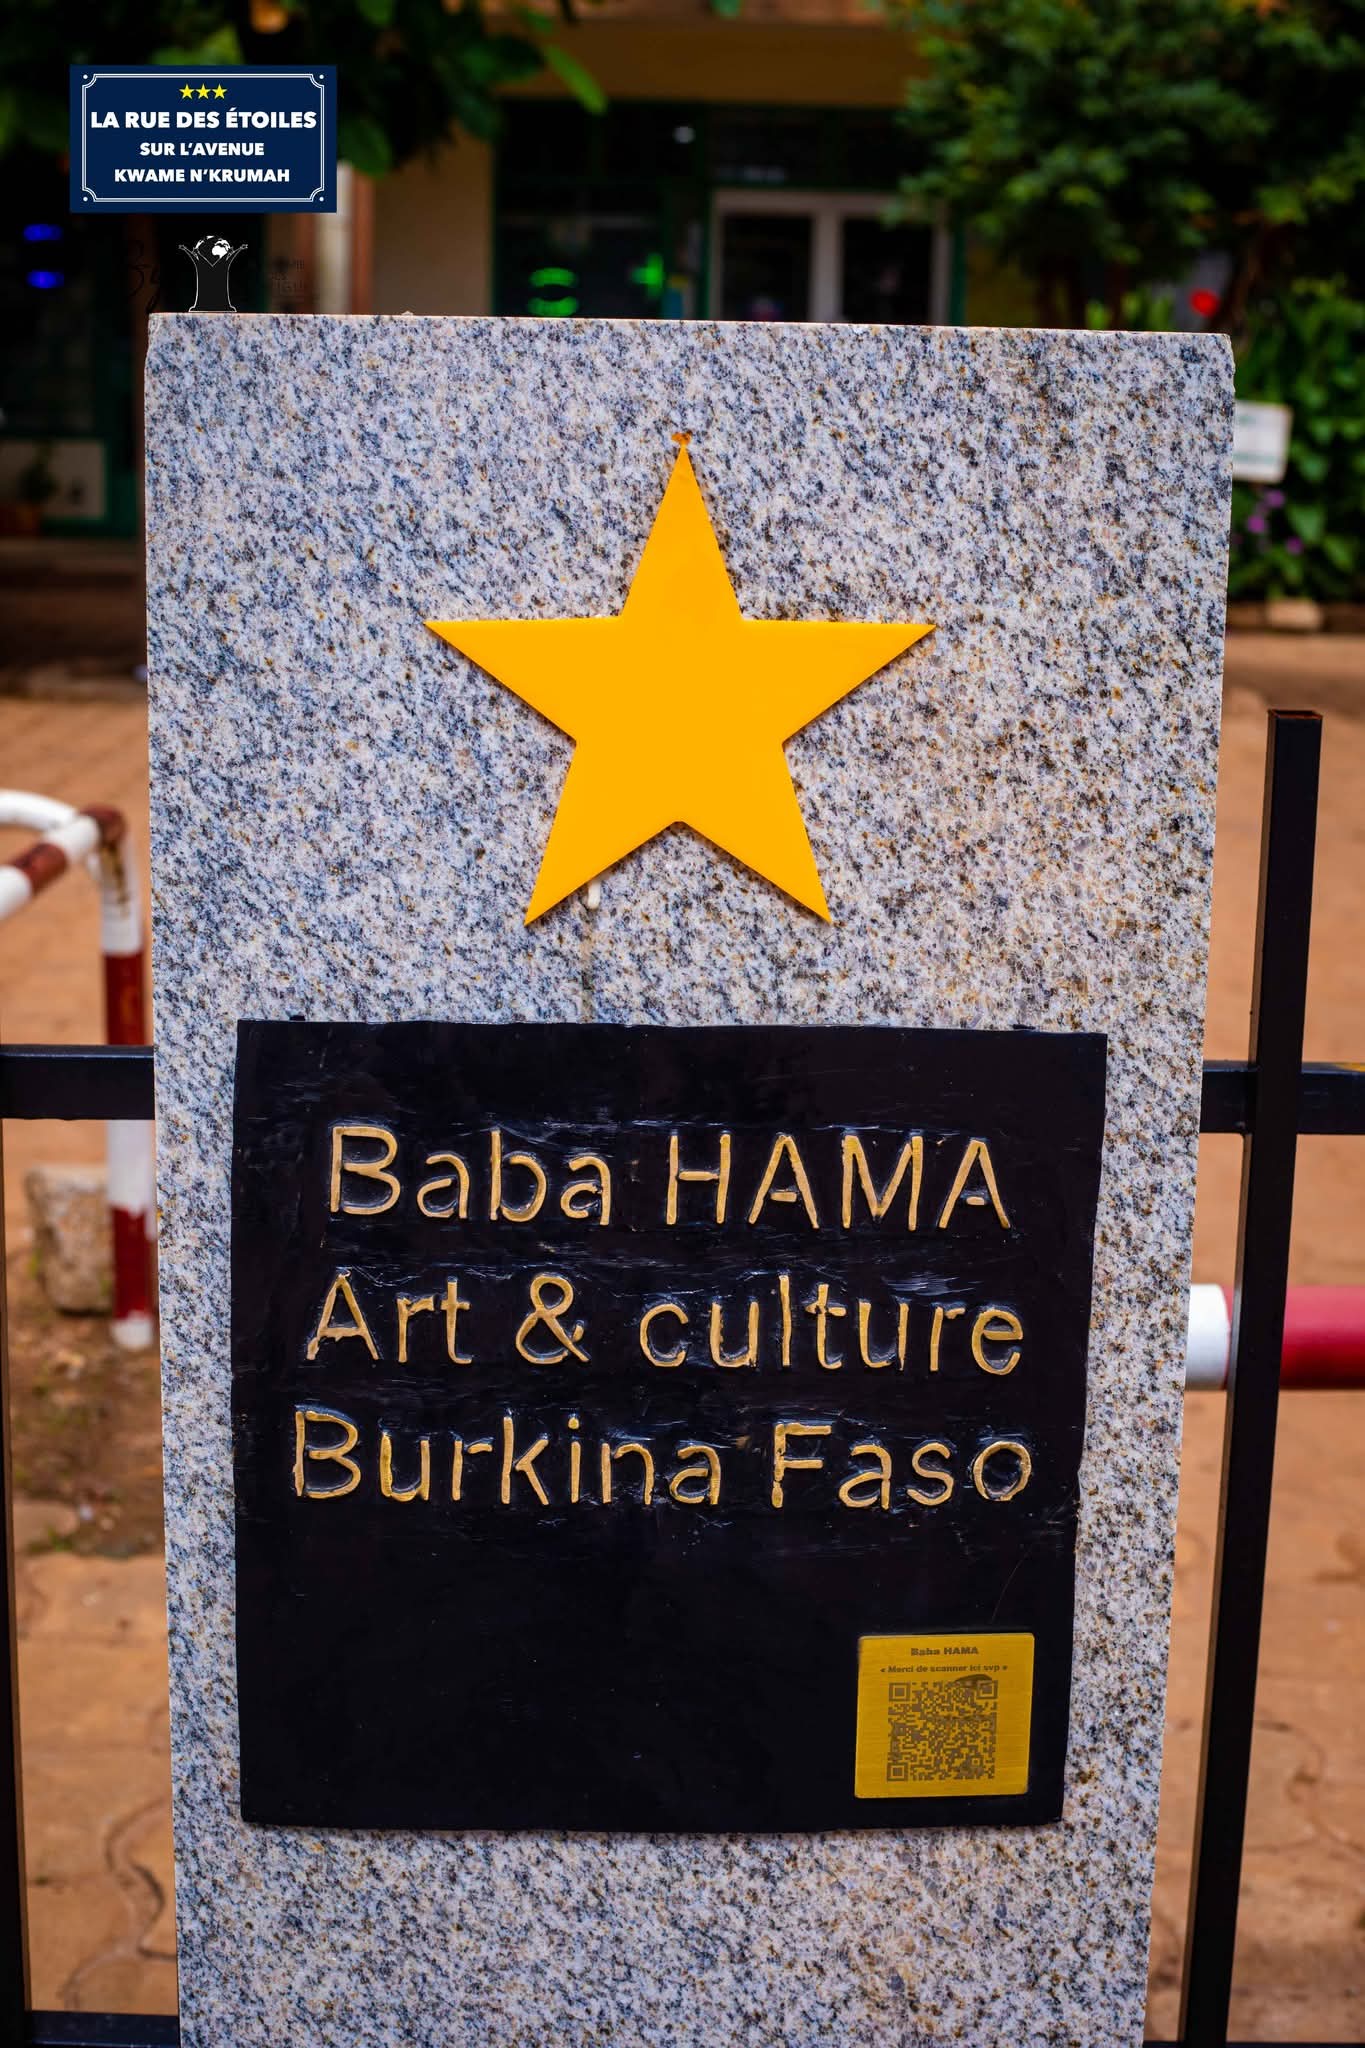 LA RUE DES ÉTOILES
SUR L'AVENUE
KWAME N'KRUMAH
By
Baba HAMA
Art & culture
Burkina Faso
Baba HAMA
« Merci de scanner ici svp »